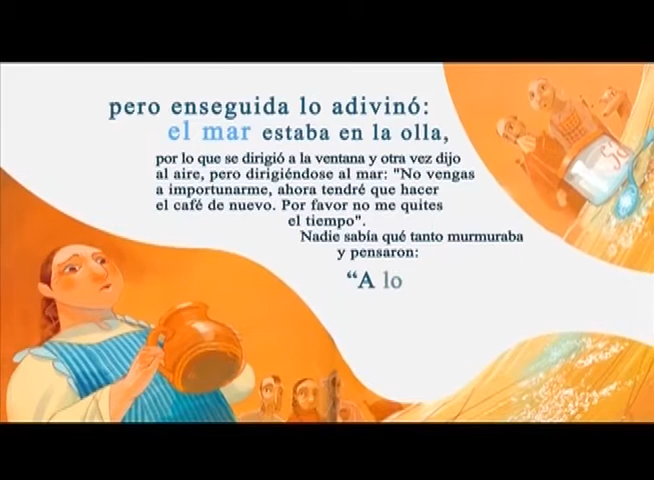 pero enseguida lo adivinó:
el mar estaba en la olla,
por lo que se dirigió a la ventana y otra vez dijo
al aire, pero dirigiéndose al mar: "No vengas
a importunarme, ahora tendré que hacer
el café de nuevo. Por favor no me quites
el tiempo".
Nadie sabía qué tanto murmuraba
y pensaron:
“A lo